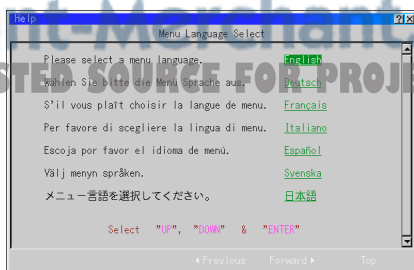 Help
Menu Language Select
Please select a menu language. English
Wählen Sie bitte die Menü Sprache aus. Deutsch
S'il vous plaît choisir la langue de menu. Français
Per favore di scegliere la lingua di menu. Italiano
Escoja por favor el idioma de menú. Español
Välj menyn språken. Svenska
メニュー言語を選択してください。 日本語
Select "UP", "DOWN" & "ENTER"
Previous Forward Top